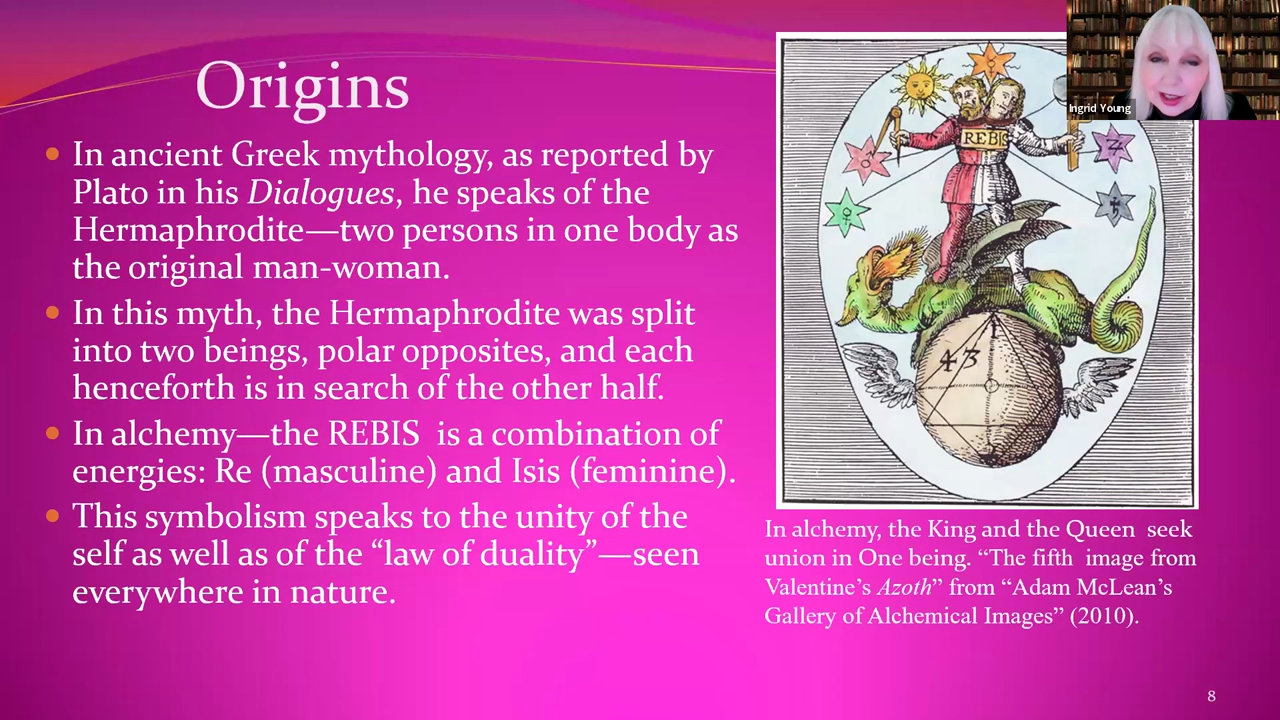 Origins
In ancient Greek mythology, as reported by
Plato in his Dialogues, he speaks of the
Hermaphrodite—two persons in one body as
the original man-woman.
In this myth, the Hermaphrodite was split
into two beings, polar opposites, and each
henceforth is in search of the other half.
In alchemy—the REBIS is a combination of
energies: Re (masculine) and Isis (feminine).
This symbolism speaks to the unity of the
self as well as of the “law of duality”—seen
everywhere in nature.
REBIS
4 3
Ingrid Young
In alchemy, the King and the Queen seek
union in One being. “The fifth image from
Valentine’s Azoth” from “Adam McLean’s
Gallery of Alchemical Images” (2010).
8